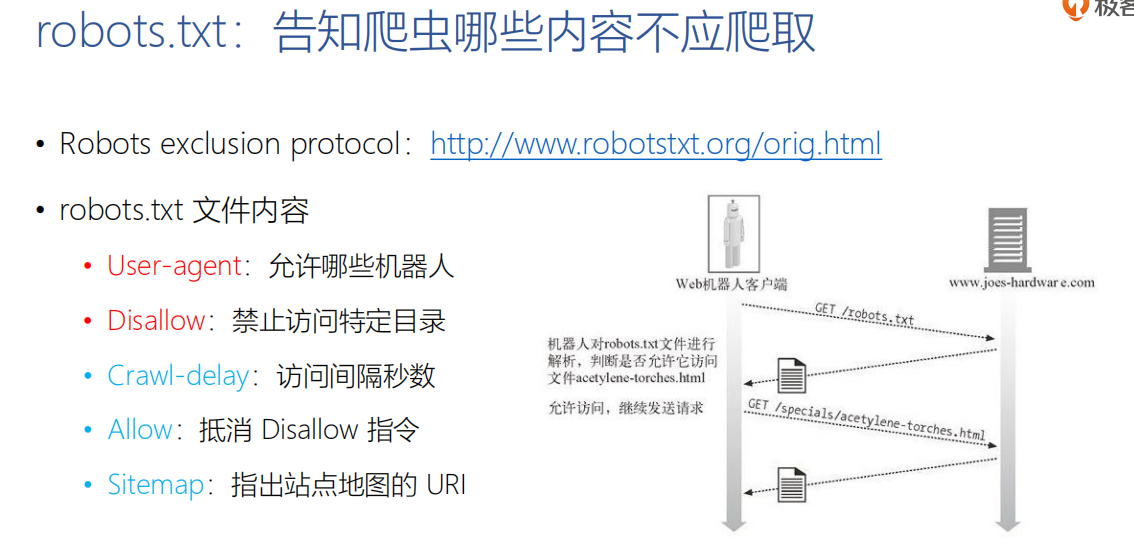 robots.txt：告知爬虫哪些内容不应爬取
极客
• Robots exclusion protocol：http://www.robotstxt.org/orig.html
• robots.txt 文件内容
• User-agent：允许哪些机器人
• Disallow：禁止访问特定目录
• Crawl-delay：访问间隔秒数
• Allow：抵消 Disallow 指令
• Sitemap：指出站点地图的 URI
Web机器人客户端
www.joes-hardware.com
GET /robots.txt
机器人对robots.txt文件进行
解析，判断是否允许它访问
文件acetylene-torches.html
允许访问，继续发送请求
GET /specials/acetylene-torches.html